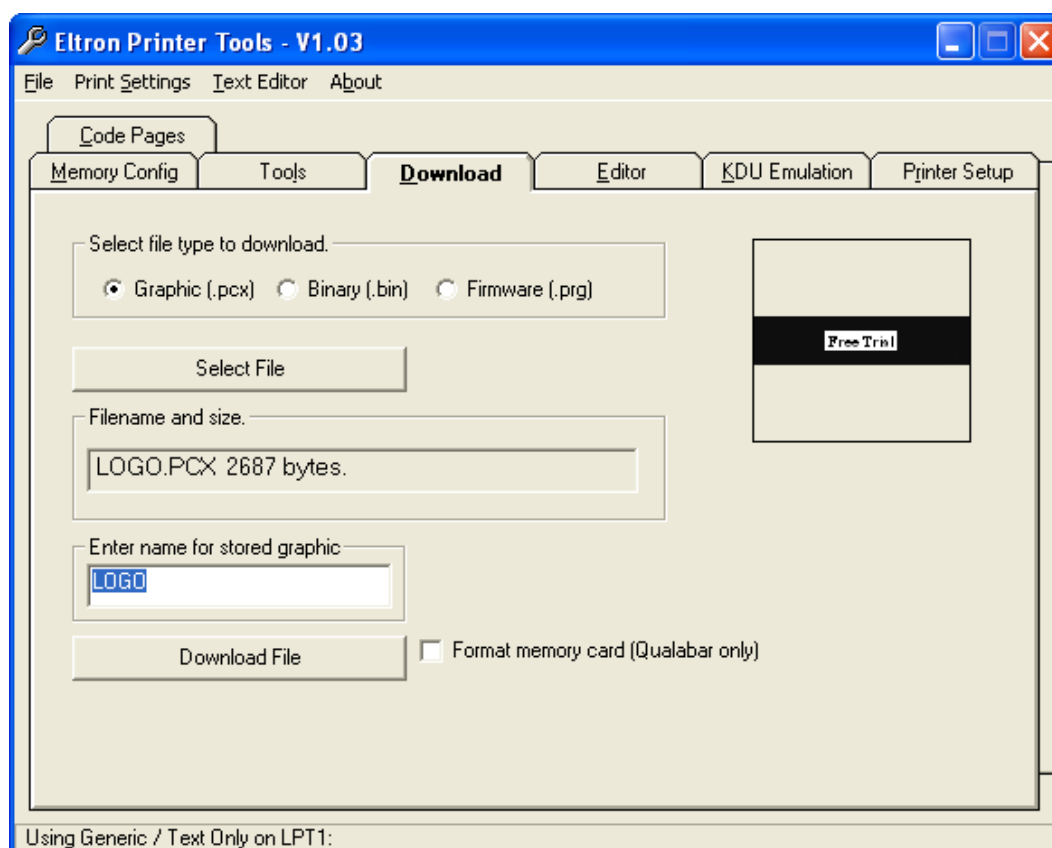 Eltron Printer Tools - V1.03
File Print Settings Text Editor About
Code Pages
Memory Config Tools Download Editor KDU Emulation Printer Setup
Select file type to download.
Graphic (.pcx) Binary (.bin) Firmware (.prg)
Free Trial
Select File
Filename and size.
LOGO.PCX 2687 bytes.
Enter name for stored graphic
LOGO
Download File Format memory card (Qualabar only)
Using Generic / Text Only on LPT1: